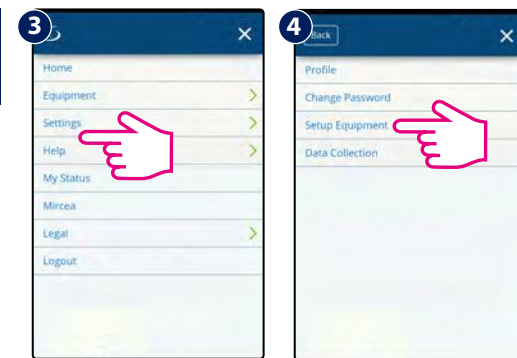 3
Home
Equipment
Settings
Help
My Status
Mircea
Legal
Logout
4
Back
Profile
Change Password
Setup Equipment
Data Collection